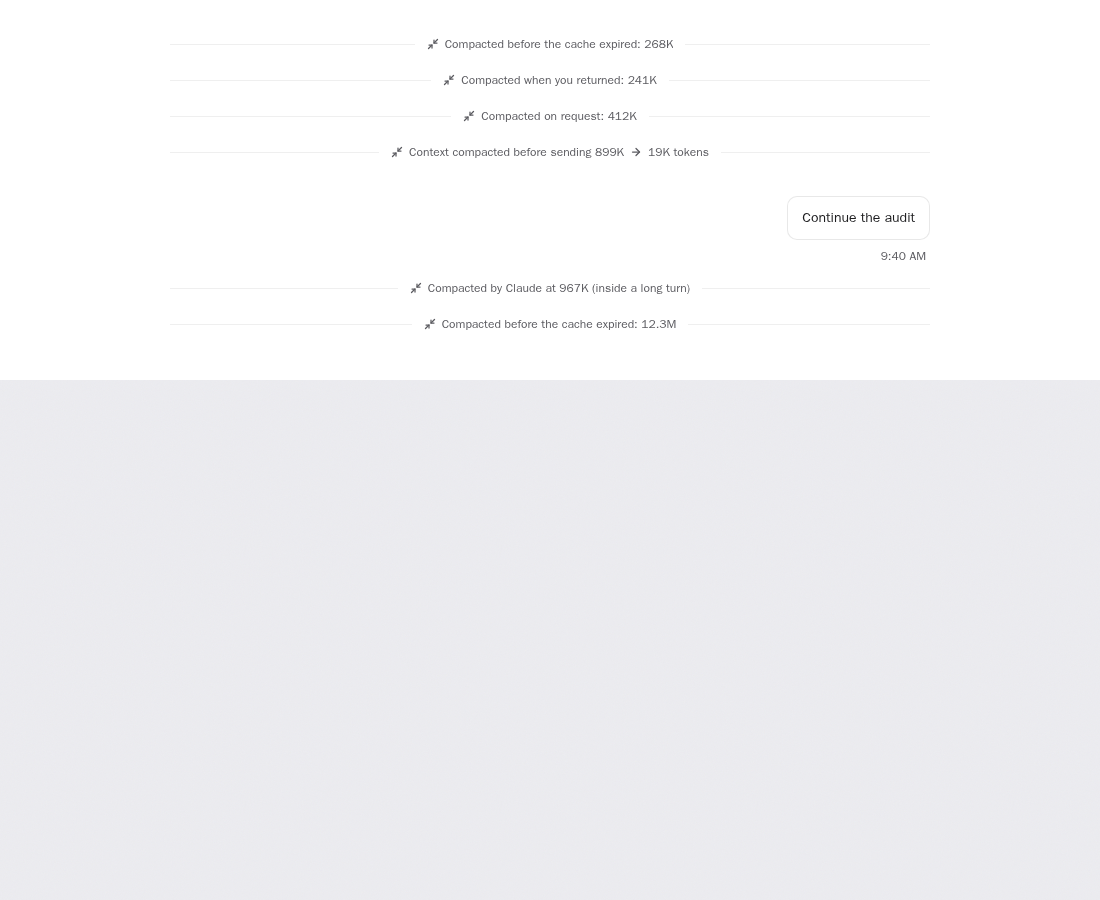 Compacted before the cache expired: 268K
Compacted when you returned: 241K
Compacted on request: 412K
Context compacted before sending 899K → 19K tokens
Continue the audit
9:40 AM
Compacted by Claude at 967K (inside a long turn)
Compacted before the cache expired: 12.3M